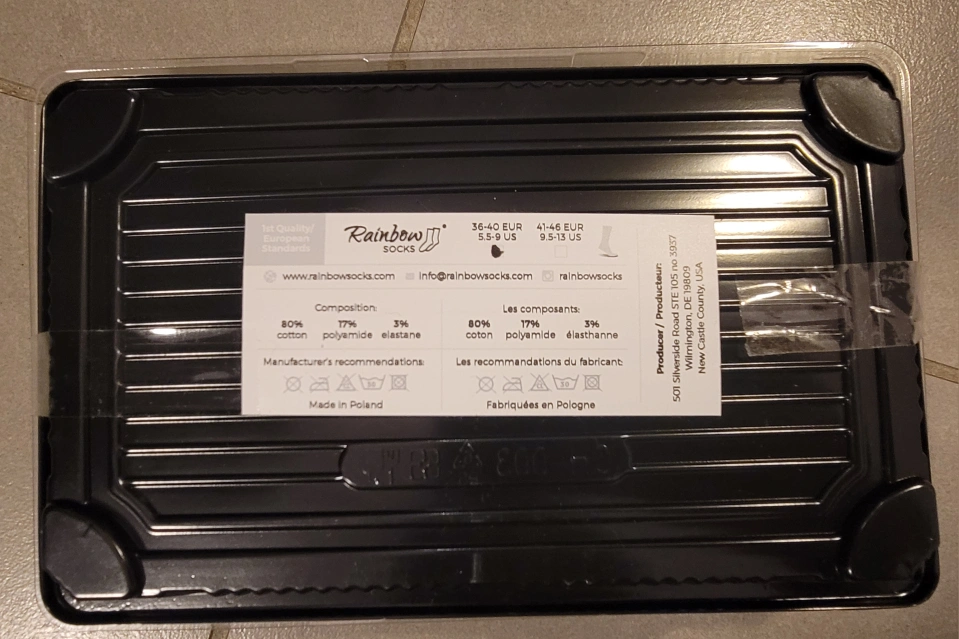 1st Quality/
European
Standards
Rainbow
SOCKS
36-40 EUR
5.5-9 US
41-46 EUR
9.5-13 US
www.rainbowsocks.com
info@rainbowsocks.com
rainbowsocks
Composition:
80% 17% 3%
cotton polyamide elastane
Les composants:
80% 17% 3%
coton polyamide élasthanne
Manufacturer's recommendations:
30
Made in Poland
Les recommandations du fabricant:
30
Fabriquées en Pologne
Producer / Producteur:
501 Silverside Road STE 105 no 3937
Wilmington, DE 19809
New Castle County, USA